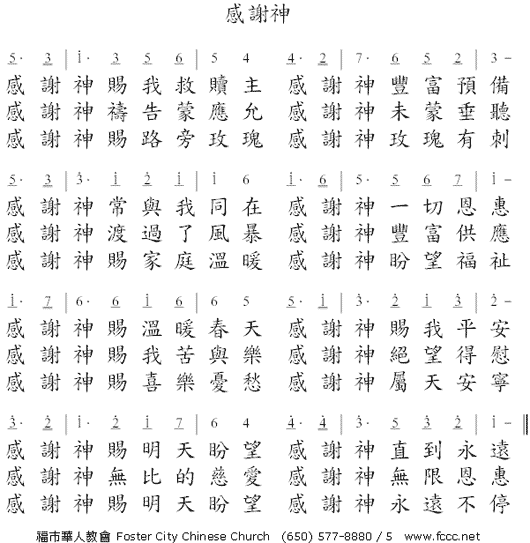 感謝神
5· 3 | i· 3 5 6 | 5 4 4· 2 | 7· 6 5 2 | 3 –
感 謝 神 賜 我 救 贖 主 感 謝 神 豐 富 預 備
感 謝 神 禱 告 蒙 應 允 感 謝 神 未 蒙 垂 聽
感 謝 神 賜 路 旁 玫 瑰 感 謝 神 玫 瑰 有 刺
5· 3 | 3· i 2 i | i 6 i· 6 | 5· 5 6 7 | i –
感 謝 神 常 與 我 同 在 感 謝 神 一 切 恩 惠
感 謝 神 渡 過 了 風 暴 感 謝 神 豐 富 供 應
感 謝 神 賜 家 庭 溫 暖 感 謝 神 盼 望 福 祉
i· 7 | 6· 6 i 6 | 6 5 5· i | 3· 2 i 3 | 2 –
感 謝 神 賜 溫 暖 春 天 感 謝 神 賜 我 平 安
感 謝 神 賜 我 苦 與 樂 感 謝 神 絕 望 得 慰
感 謝 神 賜 喜 樂 憂 愁 感 謝 神 屬 天 安 寧
3· 2 | i· 2 i 7 | 6 4 4· 4 | 3· 5 3 2 | i –
感 謝 神 賜 明 天 盼 望 感 謝 神 直 到 永 遠
感 謝 神 無 比 的 慈 愛 感 謝 神 無 限 恩 惠
感 謝 神 賜 明 天 盼 望 感 謝 神 永 遠 不 停
福市華人教會 Foster City Chinese Church (650) 577-8880 / 5 www.fccc.net